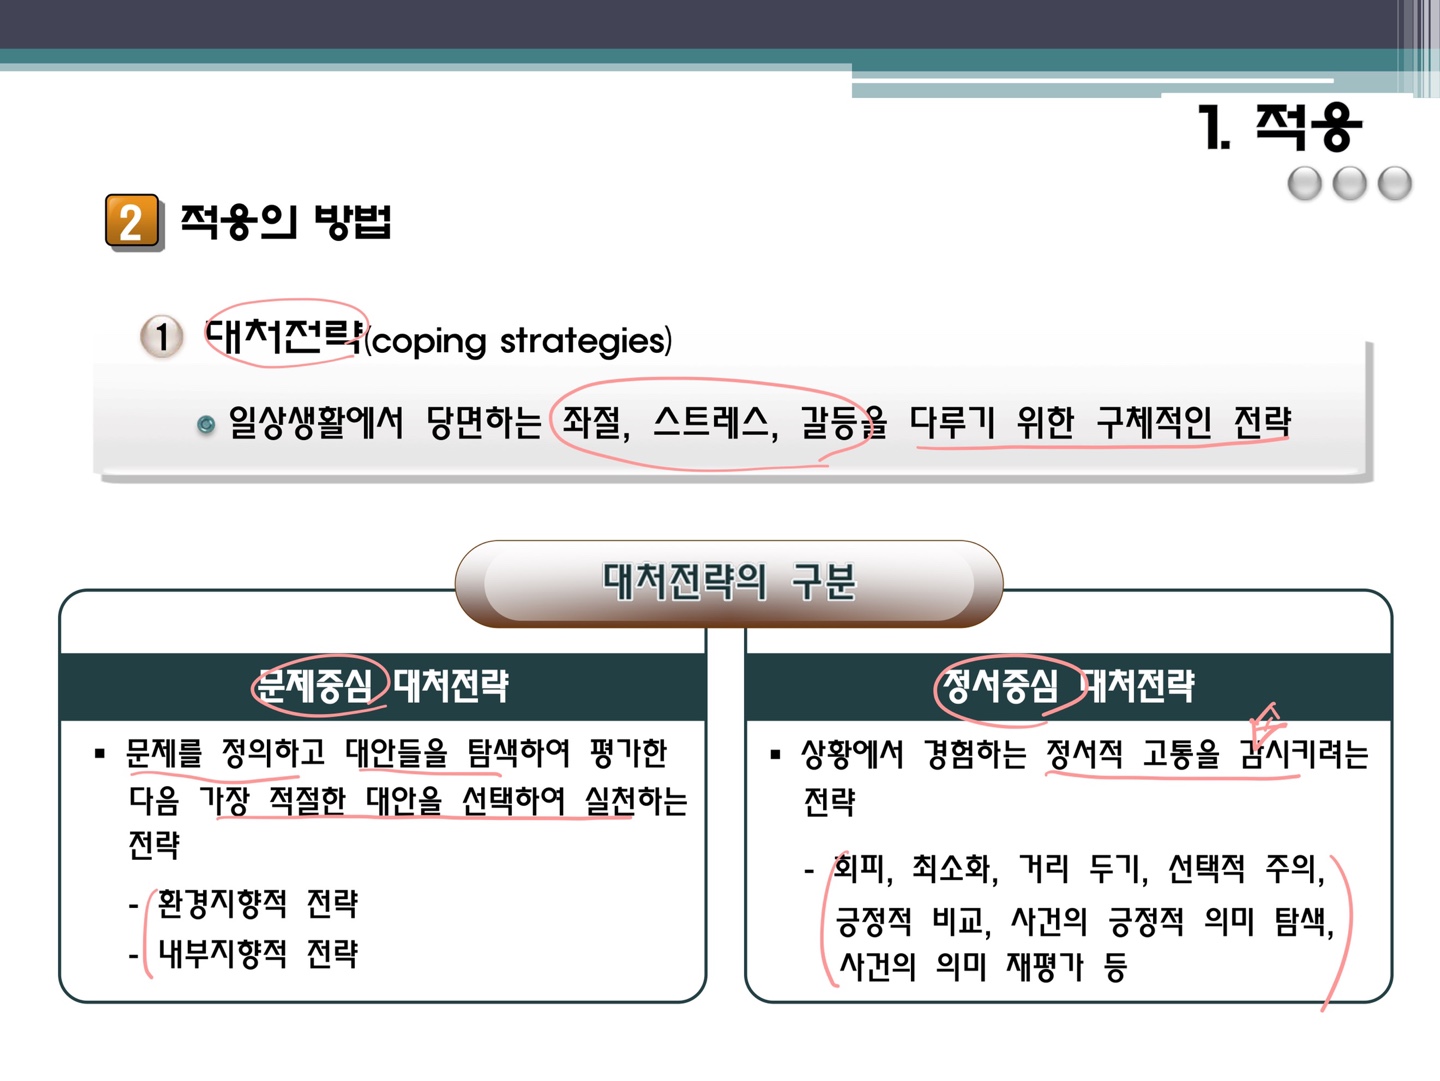 1. 적응
2 적응의 방법
1 대처전략(coping strategies)
일상생활에서 당면하는 좌절, 스트레스, 갈등을 다루기 위한 구체적인 전략
대처전략의 구분
문제중심 대처전략
▪ 문제를 정의하고 대안들을 탐색하여 평가한
다음 가장 적절한 대안을 선택하여 실천하는
전략
- 환경지향적 전략
- 내부지향적 전략
정서중심 대처전략
▪ 상황에서 경험하는 정서적 고통을 감시키려는
전략
- 회피, 최소화, 거리 두기, 선택적 주의,
긍정적 비교, 사건의 긍정적 의미 탐색,
사건의 의미 재평가 등